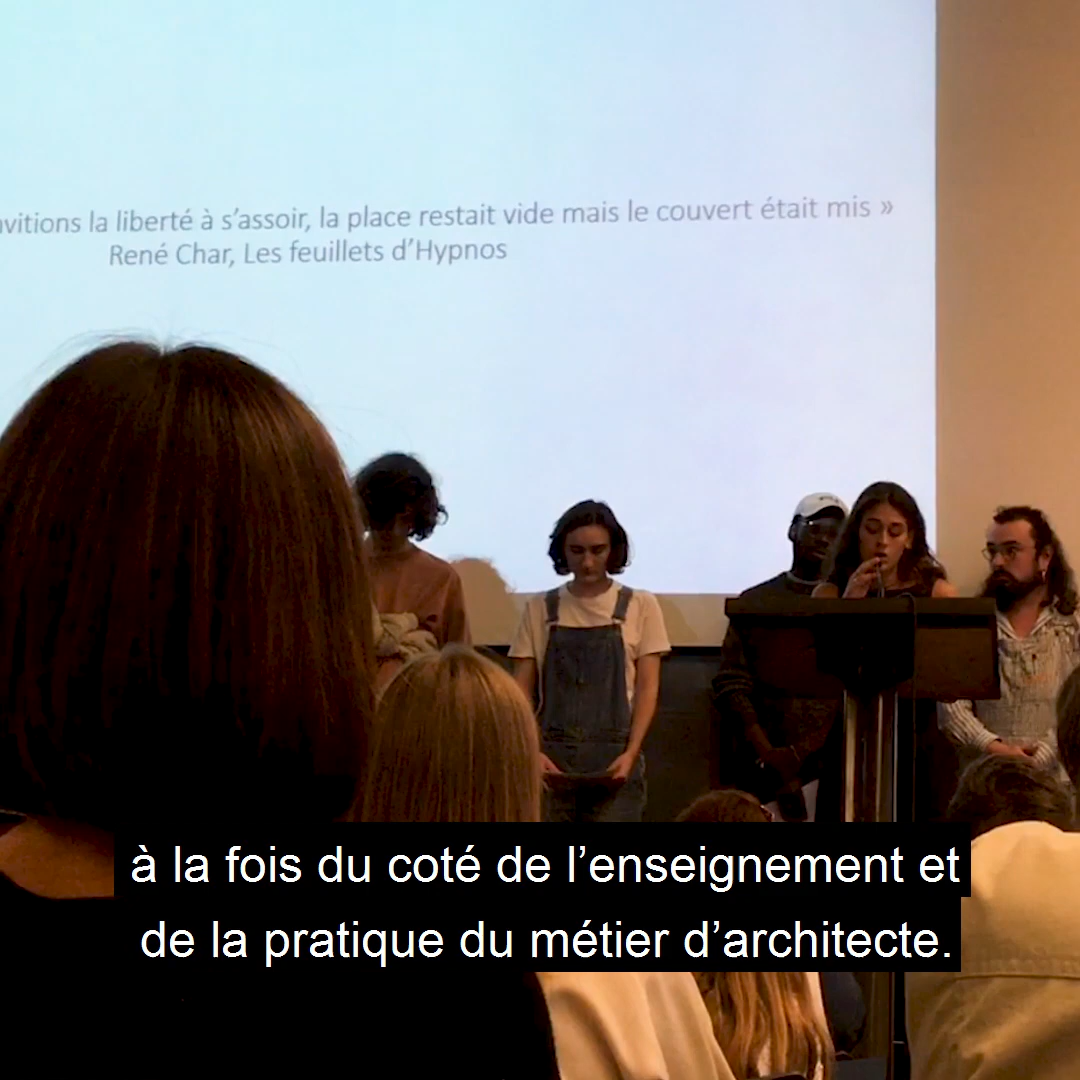 la liberté à s’assoir, la place restait vide mais le couvert était mis »
René Char, Les feuillets d’Hypnos
à la fois du coté de l’enseignement et
de la pratique du métier d’architecte.